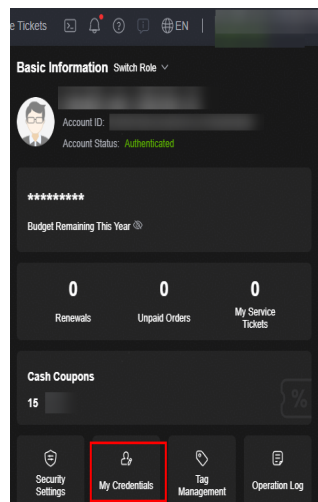 e Tickets EN
Basic Information Switch Role
Account ID:
Account Status: Authenticated
*********
Budget Remaining This Year
0 0 0
Renewals Unpaid Orders My Service
Tickets
Cash Coupons
15
Security My Credentials Tag Operation Log
Settings Management